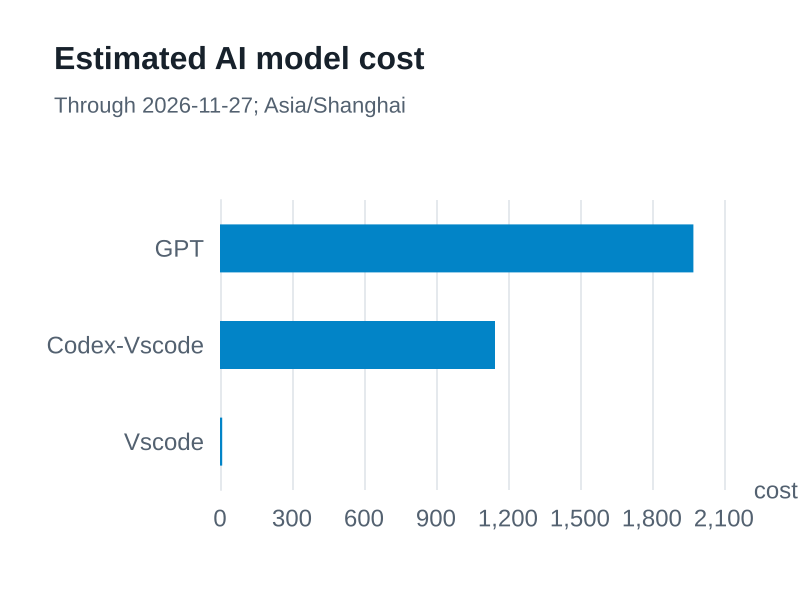 Estimated AI model cost
Through 2026-11-27; Asia/Shanghai
GPT
Codex-Vscode
Vscode
cost
0 300 600 900 1,200 1,500 1,800 2,100